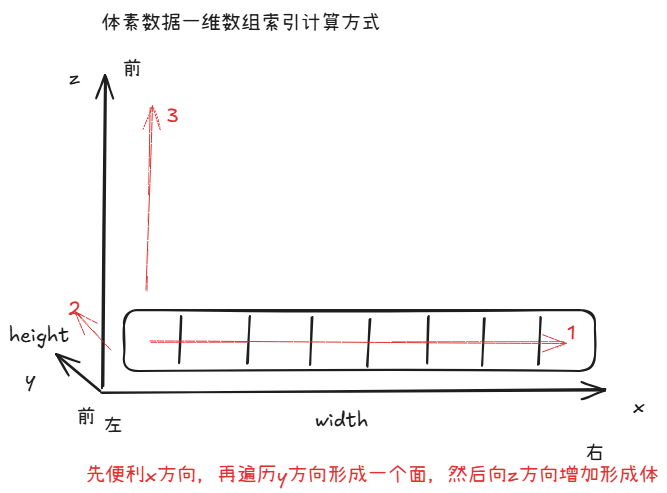 体素数据一维数组索引计算方式
z
前
3
2
height
1
y
前
左
width
x
右
先便利x方向，再遍历y方向形成一个面，然后向z方向增加形成体